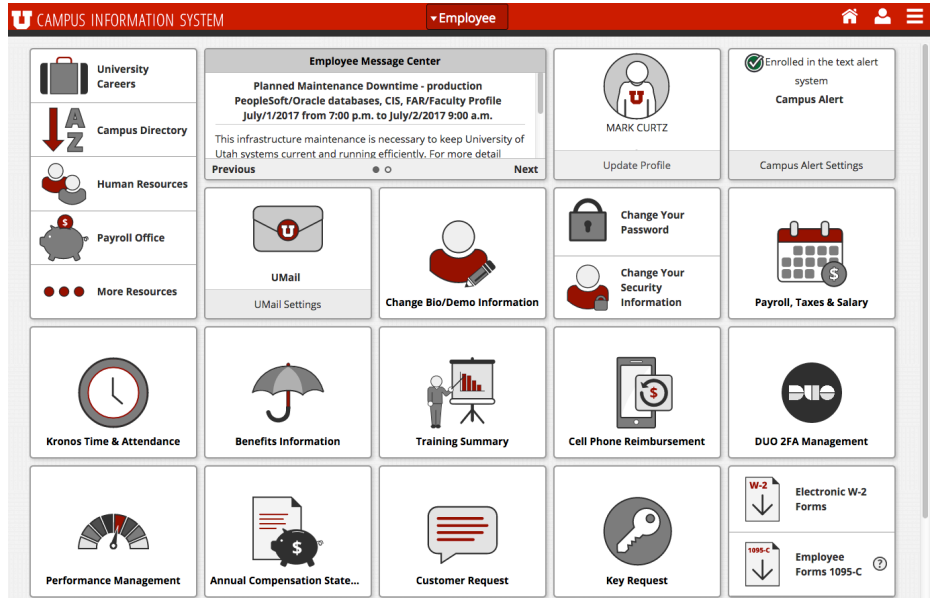 U CAMPUS INFORMATION SYSTEM
Employee
University
Careers
A
Z
Campus Directory
Human Resources
$
Payroll Office
More Resources
Employee Message Center
Planned Maintenance Downtime - production
PeopleSoft/Oracle databases, CIS, FAR/Faculty Profile
July/1/2017 from 7:00 p.m. to July/2/2017 9:00 a.m.
This infrastructure maintenance is necessary to keep University of
Utah systems current and running efficiently. For more detail
Previous
Next
U
MARK CURTZ
Update Profile
Enrolled in the text alert
system
Campus Alert
Campus Alert Settings
U
UMail
UMail Settings
Change Bio/Demo Information
Change Your
Password
Change Your
Security
Information
$
Payroll, Taxes & Salary
Kronos Time & Attendance
Benefits Information
Training Summary
$
Cell Phone Reimbursement
DUO
DUO 2FA Management
Performance Management
$
Annual Compensation State...
Customer Request
Key Request
W-2
Electronic W-2
Forms
1095-C
Employee
Forms 1095-C
?